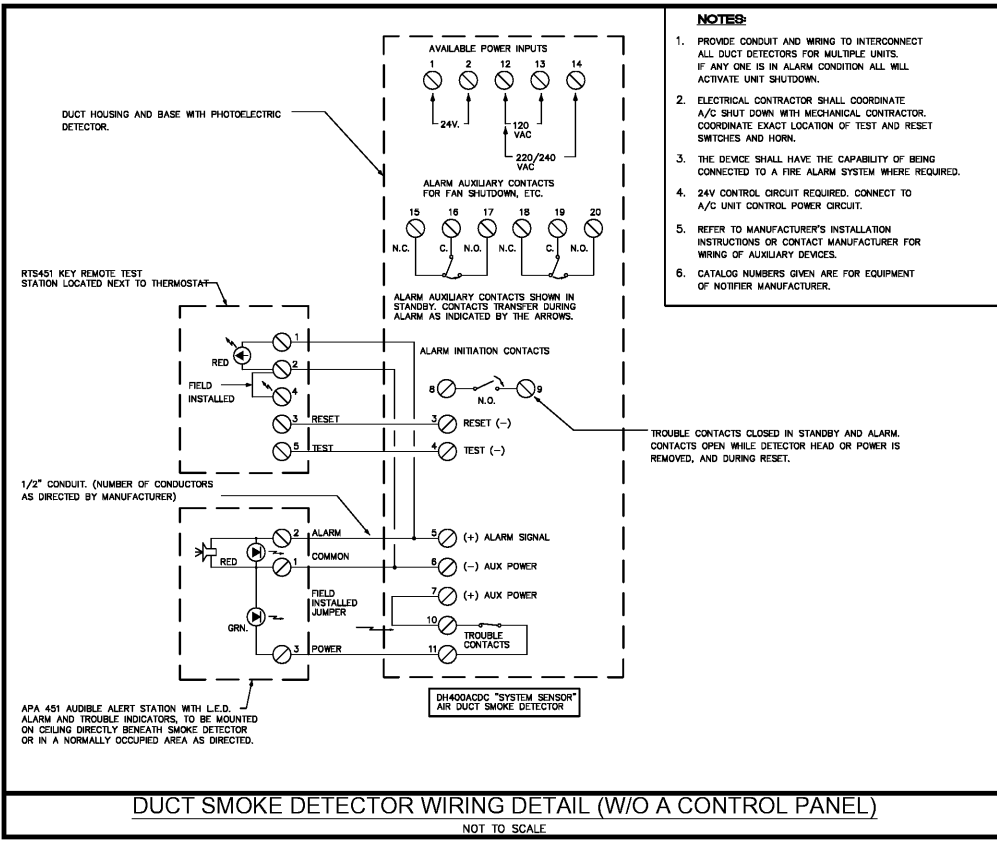 NOTES:
1. PROVIDE CONDUIT AND WIRING TO INTERCONNECT
ALL DUCT DETECTORS FOR MULTIPLE UNITS.
IF ANY ONE IS IN ALARM CONDITION ALL WILL
ACTIVATE UNIT SHUTDOWN.
2. ELECTRICAL CONTRACTOR SHALL COORDINATE
A/C SHUT DOWN WITH MECHANICAL CONTRACTOR.
COORDINATE EXACT LOCATION OF TEST AND RESET
SWITCHES AND HORN.
3. THE DEVICE SHALL HAVE THE CAPABILITY OF BEING
CONNECTED TO A FIRE ALARM SYSTEM WHERE REQUIRED.
4. 24V CONTROL CIRCUIT REQUIRED. CONNECT TO
A/C UNIT CONTROL POWER CIRCUIT.
5. REFER TO MANUFACTURER'S INSTALLATION
INSTRUCTIONS OR CONTACT MANUFACTURER FOR
WIRING OF AUXILIARY DEVICES.
6. CATALOG NUMBERS GIVEN ARE FOR EQUIPMENT
OF NOTIFIER MANUFACTURER.
AVAILABLE POWER INPUTS
1 2 12 13 14
24V.
120
VAC
220/240
VAC
DUCT HOUSING AND BASE WITH PHOTOELECTRIC
DETECTOR.
ALARM AUXILIARY CONTACTS
FOR FAN SHUTDOWN, ETC.
15 16 17 18 19 20
N.C. C. N.O. N.C. C. N.O.
ALARM AUXILIARY CONTACTS SHOWN IN
STANDBY. CONTACTS TRANSFER DURING
ALARM AS INDICATED BY THE ARROWS.
RTS451 KEY REMOTE TEST
STATION LOCATED NEXT TO THERMOSTAT
1
RED
2
FIELD
INSTALLED
4
3 RESET
5 TEST
ALARM INITIATION CONTACTS
8 9
N.O.
3 RESET (-)
4 TEST (-)
TROUBLE CONTACTS CLOSED IN STANDBY AND ALARM.
CONTACTS OPEN WHILE DETECTOR HEAD OR POWER IS
REMOVED, AND DURING RESET.
1/2" CONDUIT. (NUMBER OF CONDUCTORS
AS DIRECTED BY MANUFACTURER)
2 ALARM
RED
1 COMMON
FIELD
INSTALLED
JUMPER
GRN.
3 POWER
5 (+) ALARM SIGNAL
6 (-) AUX POWER
7 (+) AUX POWER
10
TROUBLE
CONTACTS
11
DH400ACDC "SYSTEM SENSOR"
AIR DUCT SMOKE DETECTOR
APA 451 AUDIBLE ALERT STATION WITH L.E.D.
ALARM AND TROUBLE INDICATORS, TO BE MOUNTED
ON CEILING DIRECTLY BENEATH SMOKE DETECTOR
OR IN A NORMALLY OCCUPIED AREA AS DIRECTED.
DUCT SMOKE DETECTOR WIRING DETAIL (W/O A CONTROL PANEL)
NOT TO SCALE